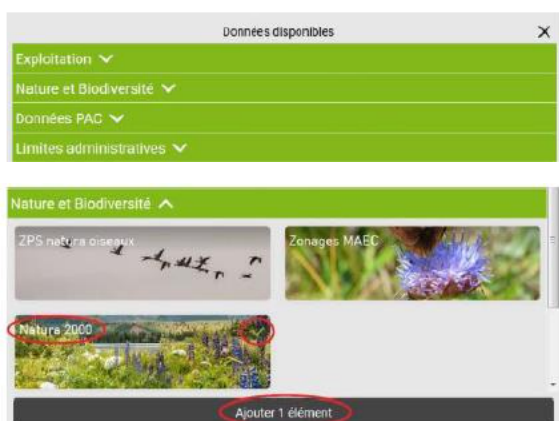 Données disponibles
Exploitation
Nature et Biodiversité
Données PAC
Limites administratives
Nature et Biodiversité
ZPS natura oiseaux
Zonages MAEC
Natura 2000
Ajouter 1 élément